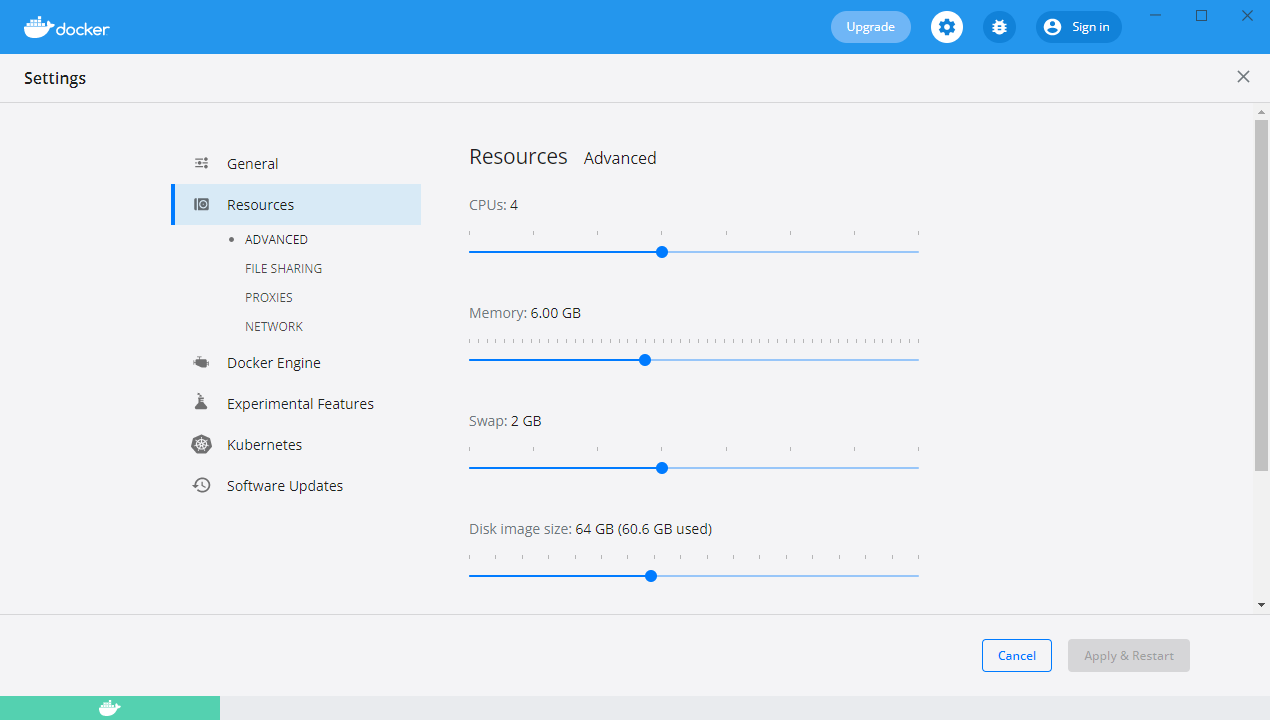 docker
Upgrade
Sign in
Settings
General
Resources
ADVANCED
FILE SHARING
PROXIES
NETWORK
Docker Engine
Experimental Features
Kubernetes
Software Updates
Resources Advanced
CPUs: 4
Memory: 6.00 GB
Swap: 2 GB
Disk image size: 64 GB (60.6 GB used)
Cancel
Apply & Restart